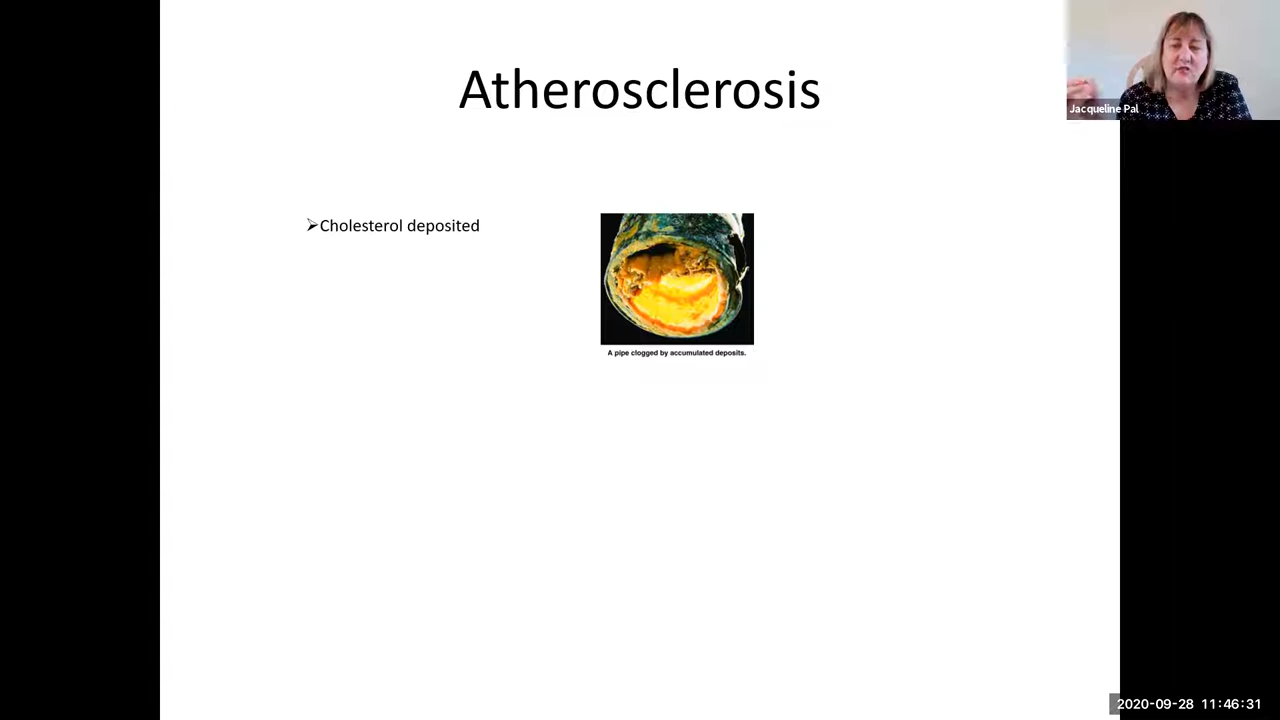 Atherosclerosis
Jacqueline Pal
➢Cholesterol deposited
A pipe clogged by accumulated deposits.
2020-09-28 11:46:31